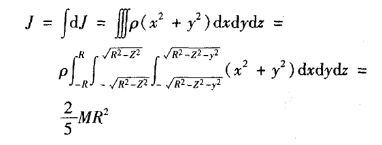 J = ∫dJ = ∭ρ(x² + y²)dxdydz =
ρ∫_{-R}^{R}∫_{-√(R²-Z²)}^{√(R²-Z²)}∫_{-√(R²-Z²-y²)}^{√(R²-Z²-y²)}(x² + y²)dxdydz =
2/5 MR²